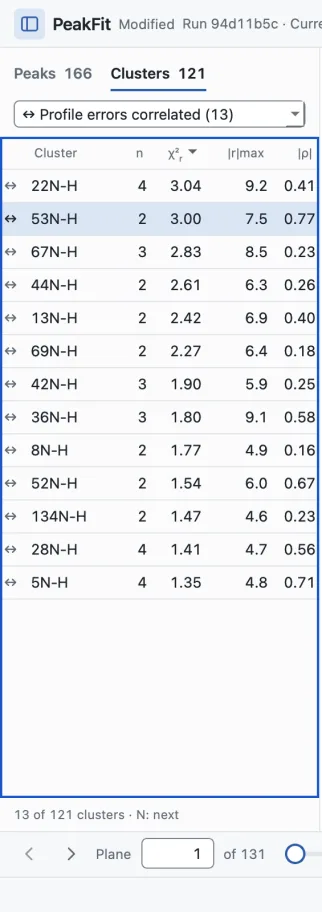 PeakFit Modified Run 94d11b5c · Curre
Peaks 166 Clusters 121
↔ Profile errors correlated (13)
Cluster n χ²r |r|max |ρ|
↔ 22N-H 4 3.04 9.2 0.41
↔ 53N-H 2 3.00 7.5 0.77
↔ 67N-H 3 2.83 8.5 0.23
↔ 44N-H 2 2.61 6.3 0.26
↔ 13N-H 2 2.42 6.9 0.40
↔ 69N-H 2 2.27 6.4 0.18
↔ 42N-H 3 1.90 5.9 0.25
↔ 36N-H 3 1.80 9.1 0.58
↔ 8N-H 2 1.77 4.9 0.16
↔ 52N-H 2 1.54 6.0 0.67
↔ 134N-H 2 1.47 4.6 0.23
↔ 28N-H 4 1.41 4.7 0.56
↔ 5N-H 4 1.35 4.8 0.71
13 of 121 clusters · N: next
Plane 1 of 131